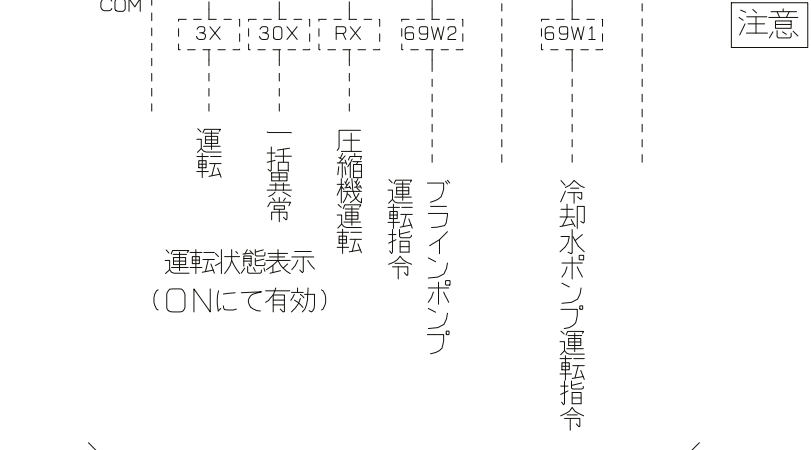 COM
注意
3X
30X
RX
69W2
69W1
運転
一括異常
圧縮機運転
ブラインポンプ
運転指令
冷却水ポンプ運転指令
運転状態表示
(ONにて有効)